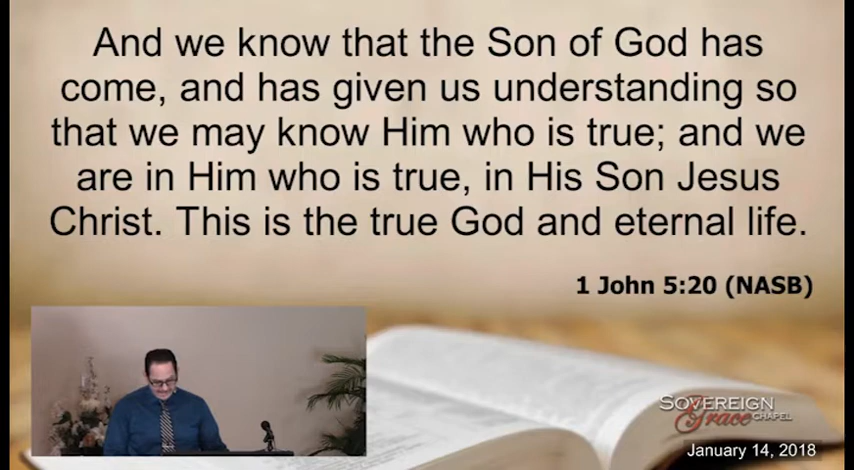 And we know that the Son of God has
come, and has given us understanding so
that we may know Him who is true; and we
are in Him who is true, in His Son Jesus
Christ. This is the true God and eternal life.
1 John 5:20 (NASB)
SOVEREIGN
Grace CHAPEL
January 14, 2018